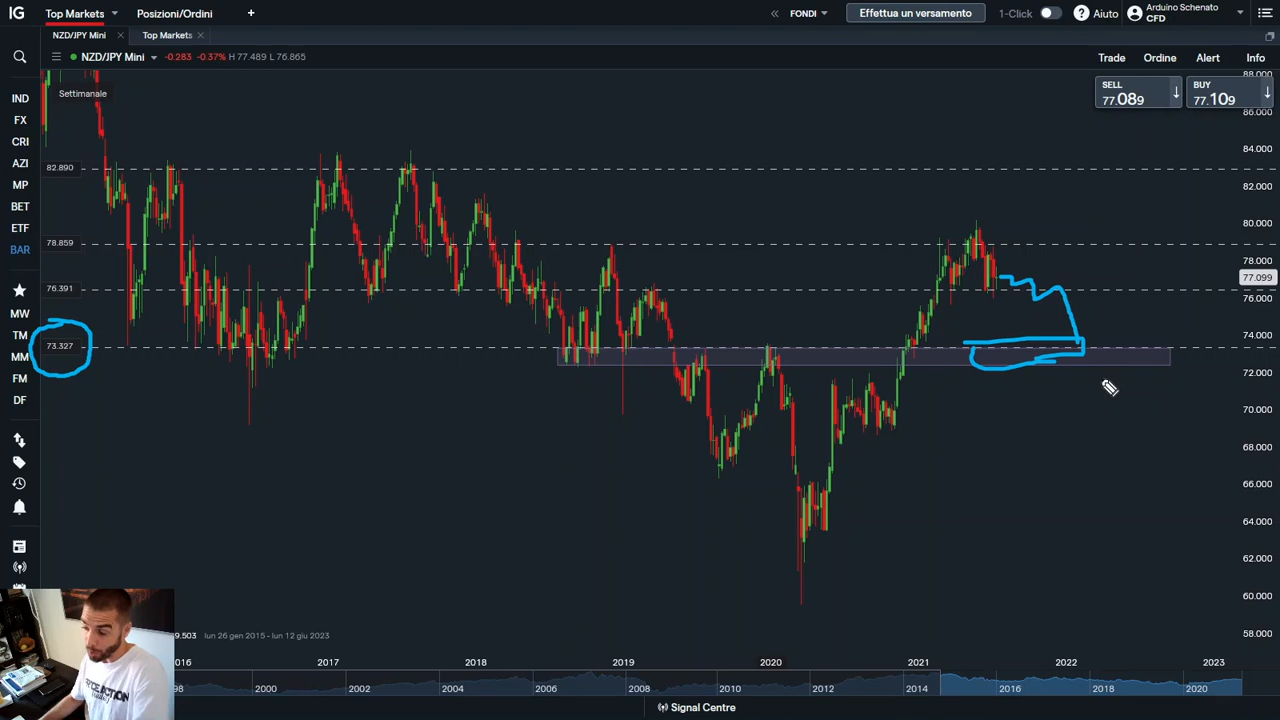 IG Top Markets Posizioni/Ordini + « FONDI Effettua un versamento 1-Click ? Aiuto Arduino Schenato
CFD
NZD/JPY Mini × Top Markets ×
NZD/JPY Mini -0.283 -0.37% H 77.489 L 76.865 Trade Ordine Alert Info
Settimanale
SELL BUY
77.089 77.109
IND
FX
CRI
AZI
MP
BET
ETF
BAR
MW
TM
MM
FM
DF
82.890
78.859
76.391
73.327
88.000
86.000
84.000
82.000
80.000
78.000
77.099
76.000
74.000
72.000
70.000
68.000
66.000
64.000
62.000
60.000
58.000
9.503 lun 26 gen 2015 - lun 12 giu 2023
016 2017 2018 2019 2020 2021 2022 2023
98 2000 2002 2004 2006 2008 2010 2012 2014 2016 2018 2020
Signal Centre